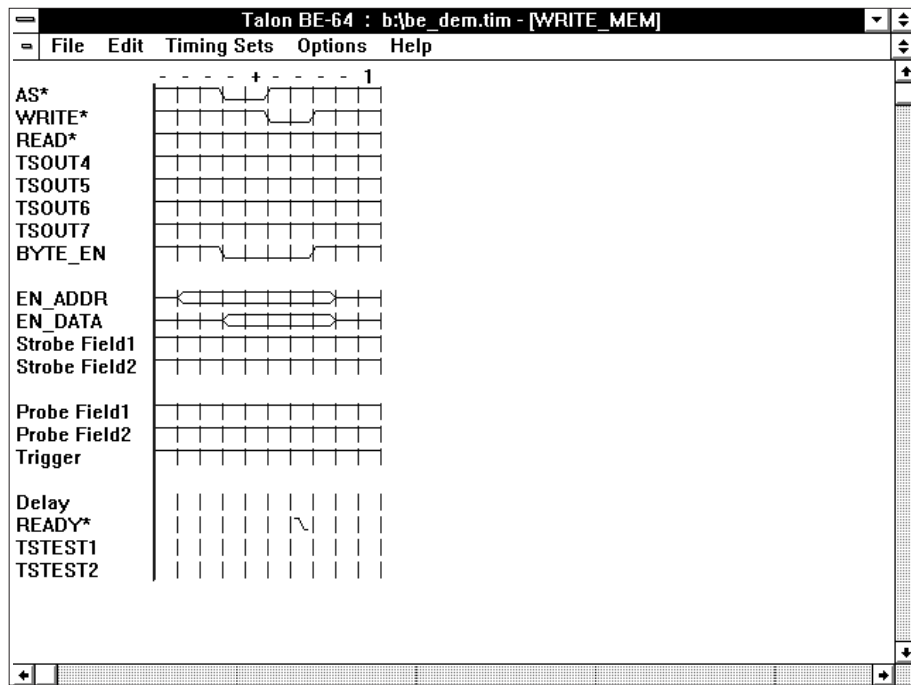 Talon BE-64 : b:\be_dem.tim - [WRITE_MEM]
File Edit Timing Sets Options Help
- - - - + - - - - 1
AS*
WRITE*
READ*
TSOUT4
TSOUT5
TSOUT6
TSOUT7
BYTE_EN
EN_ADDR
EN_DATA
Strobe Field1
Strobe Field2
Probe Field1
Probe Field2
Trigger
Delay
READY*
TSTEST1
TSTEST2